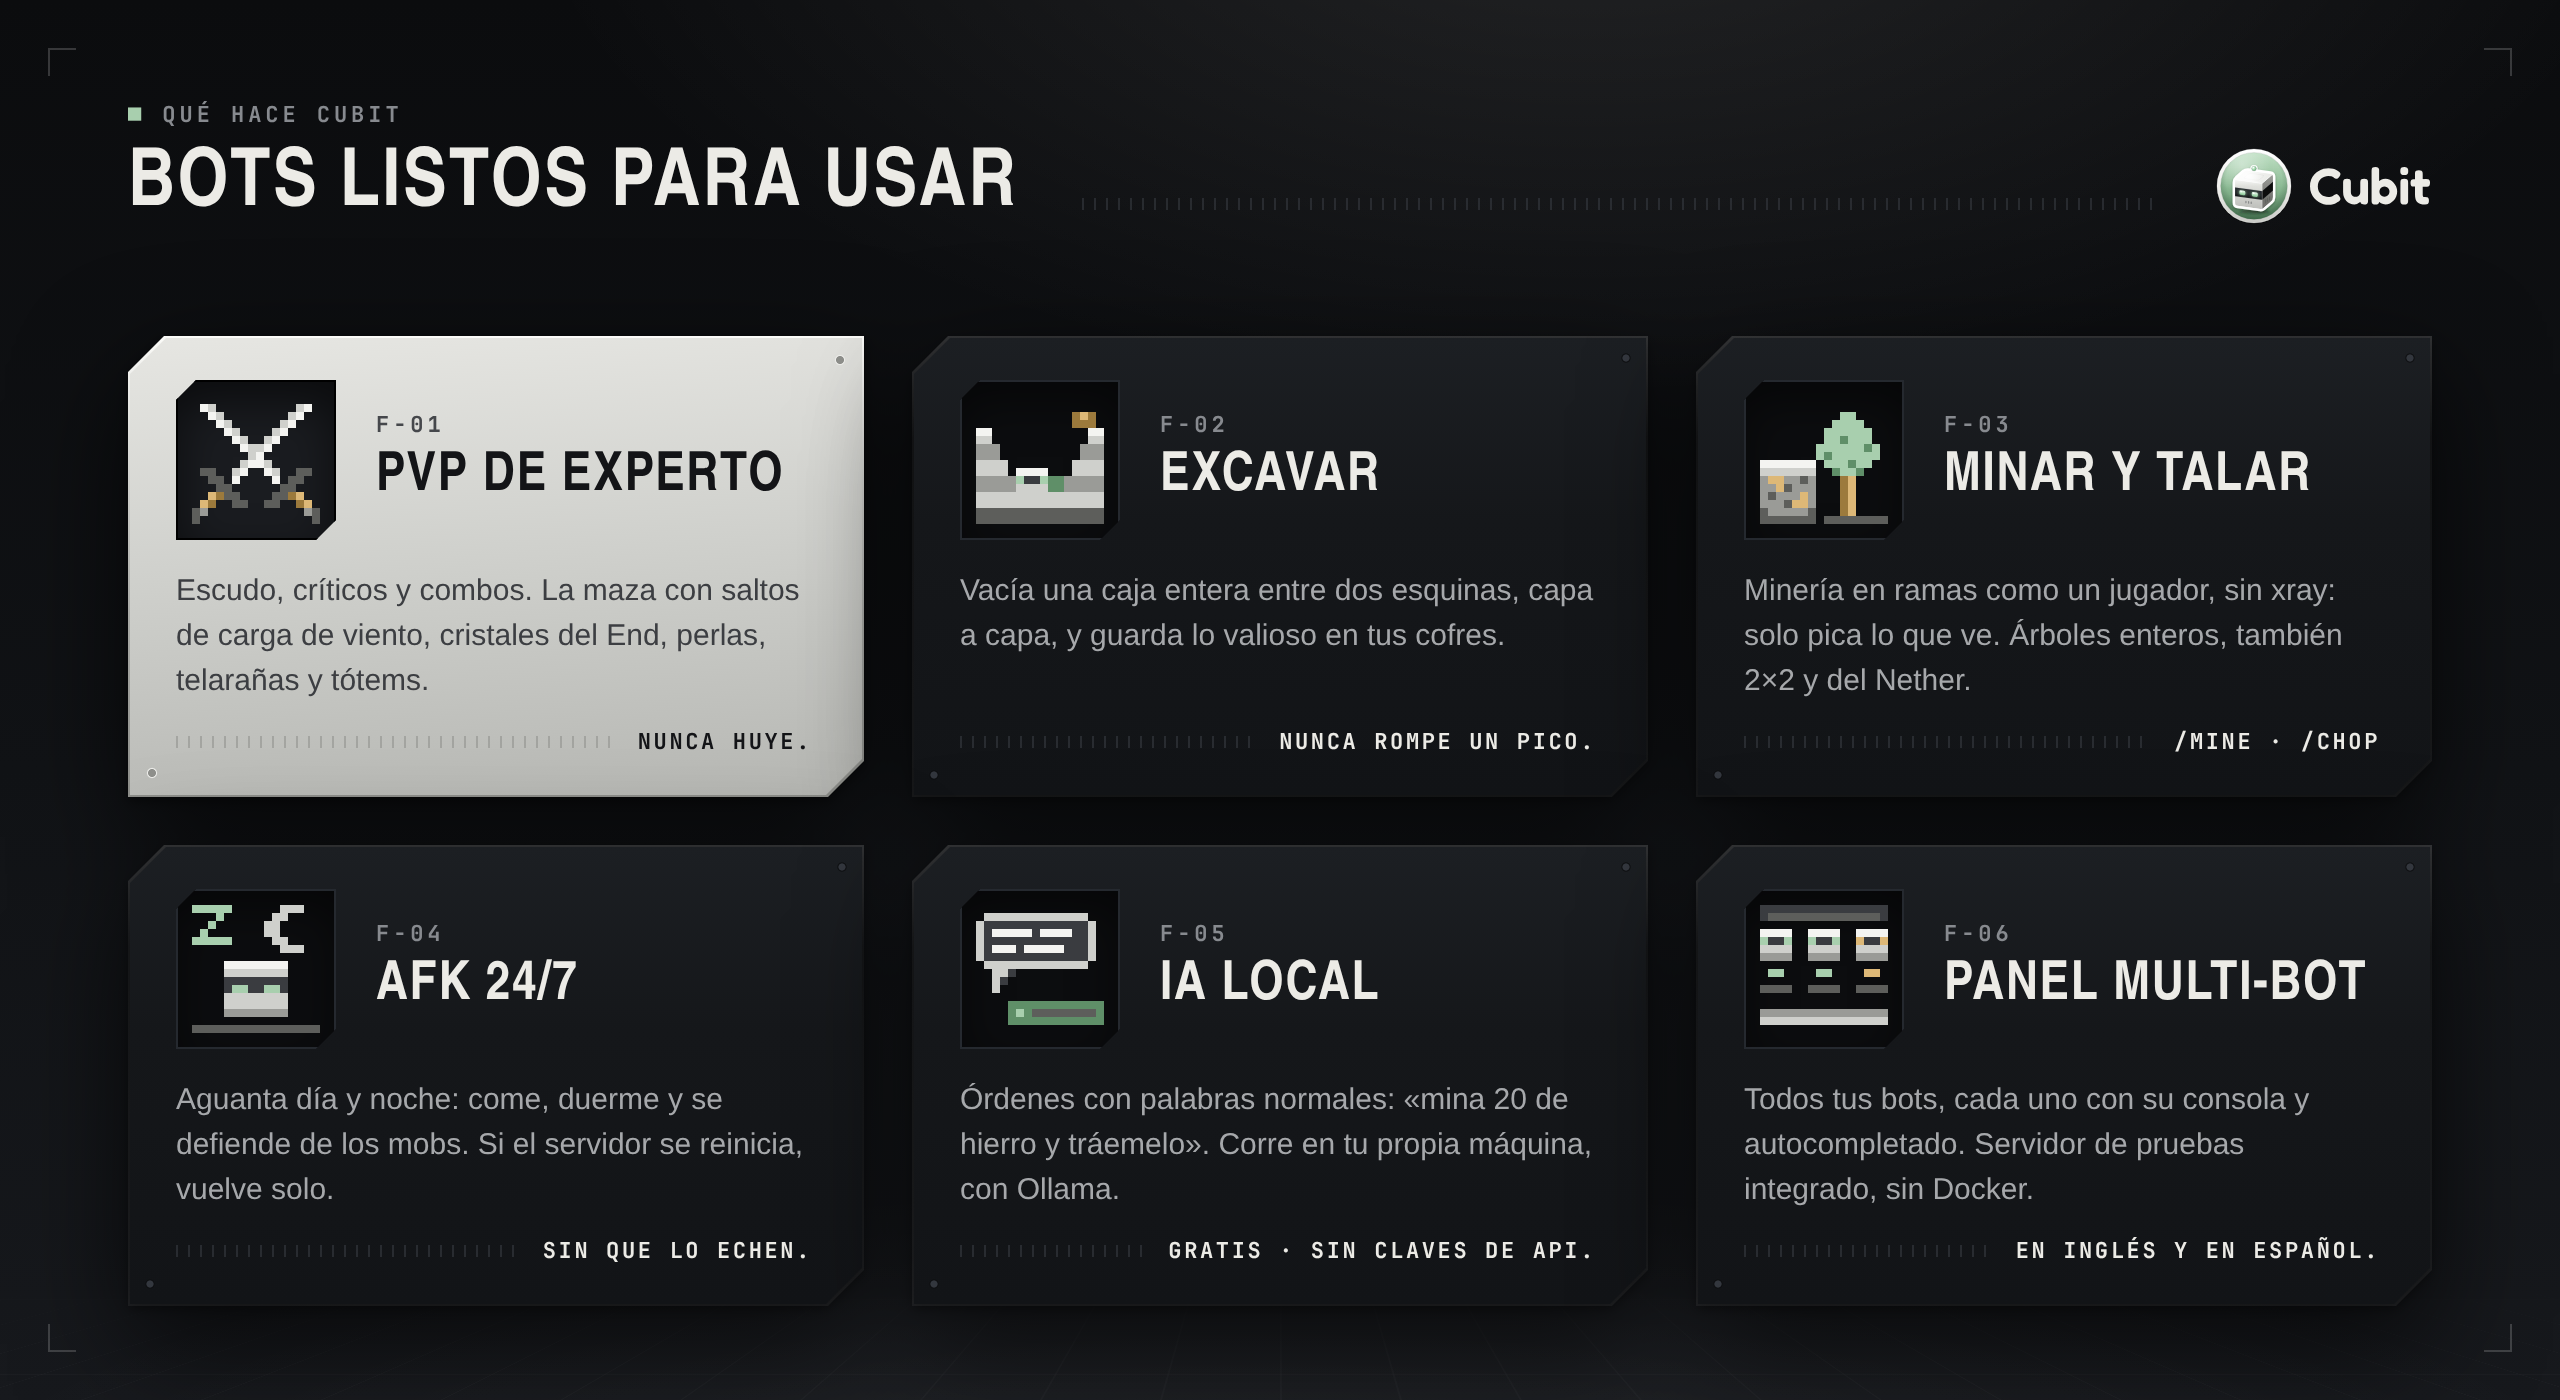 QUÉ HACE CUBIT
BOTS LISTOS PARA USAR
Cubit
F-01
PVP DE EXPERTO
Escudo, críticos y combos. La maza con saltos
de carga de viento, cristales del End, perlas,
telarañas y tótems.
NUNCA HUYE.
F-02
EXCAVAR
Vacía una caja entera entre dos esquinas, capa
a capa, y guarda lo valioso en tus cofres.
NUNCA ROMPE UN PICO.
F-03
MINAR Y TALAR
Minería en ramas como un jugador, sin xray:
solo pica lo que ve. Árboles enteros, también
2×2 y del Nether.
/MINE · /CHOP
F-04
AFK 24/7
Aguanta día y noche: come, duerme y se
defiende de los mobs. Si el servidor se reinicia,
vuelve solo.
SIN QUE LO ECHEN.
F-05
IA LOCAL
Órdenes con palabras normales: «mina 20 de
hierro y tráemelo». Corre en tu propia máquina,
con Ollama.
GRATIS · SIN CLAVES DE API.
F-06
PANEL MULTI-BOT
Todos tus bots, cada uno con su consola y
autocompletado. Servidor de pruebas
integrado, sin Docker.
EN INGLÉS Y EN ESPAÑOL.